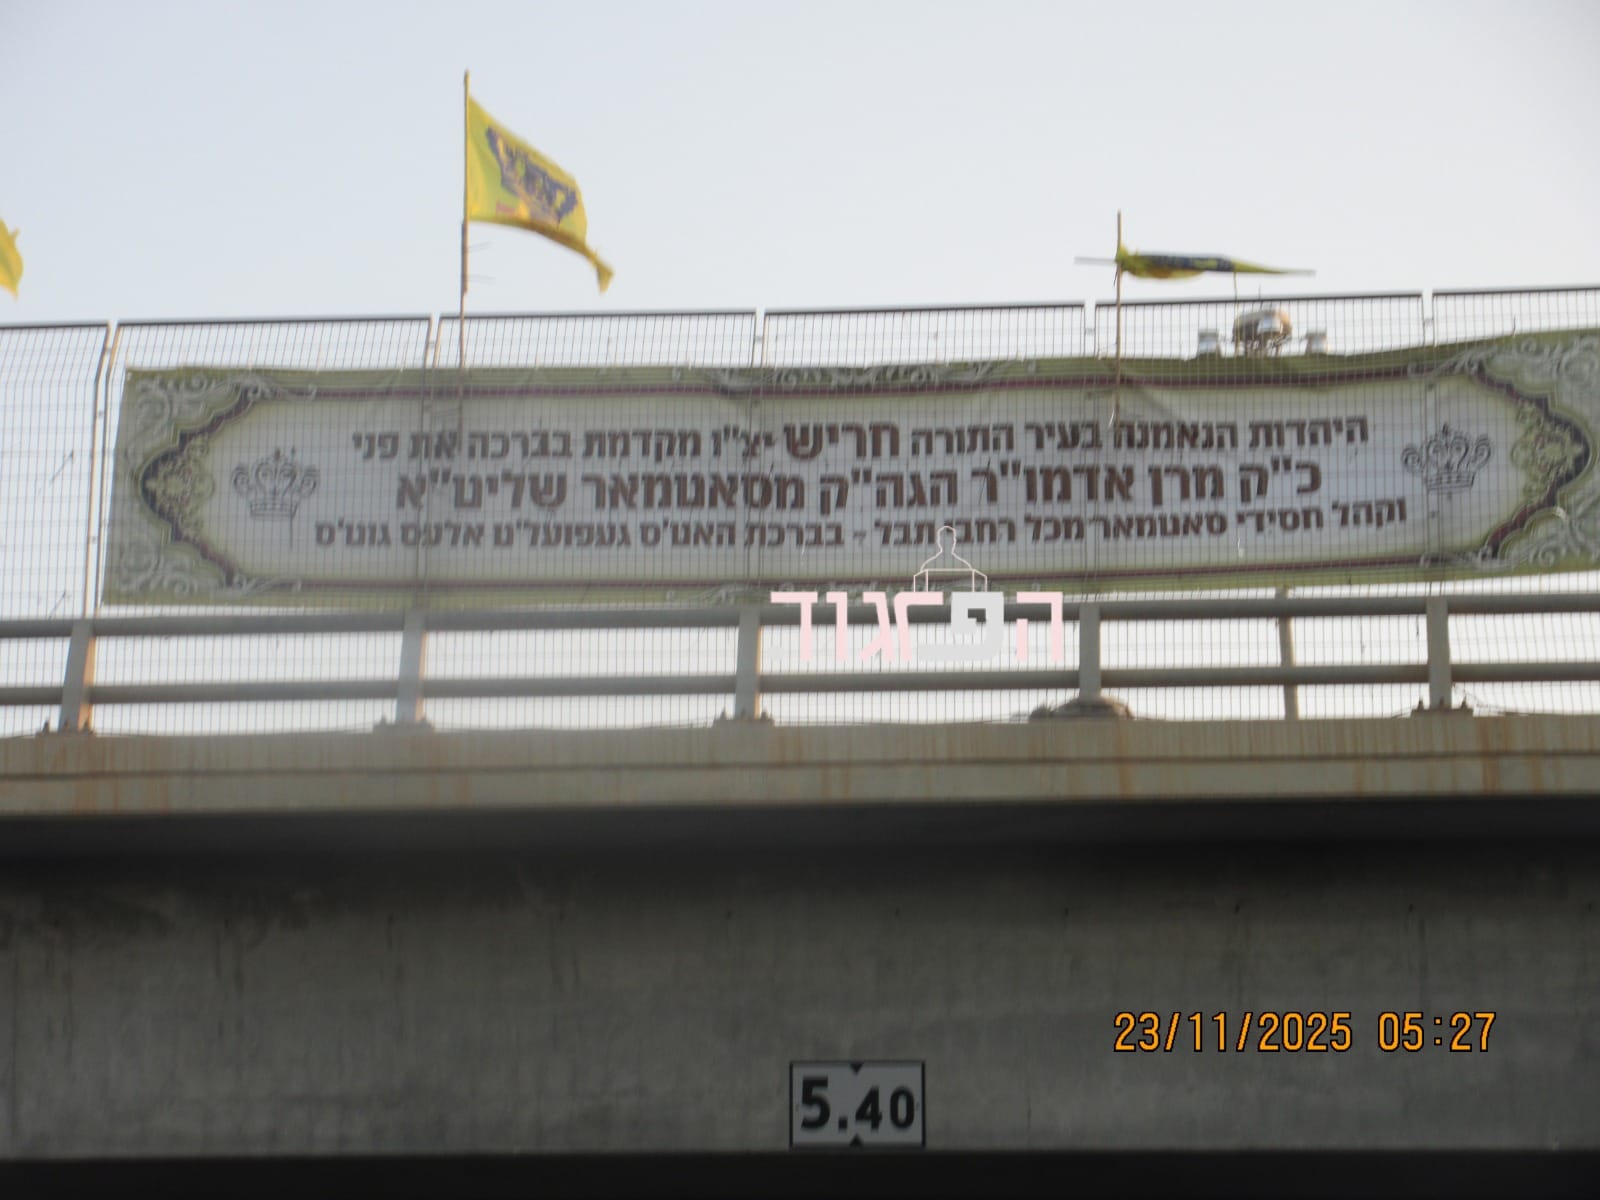 היהדות הנאמנה בעיר התורה חריש יצ"ו מקדמת בברכה את פני
כ"ק מרן אדמו"ר הגה"ק מסאטמאר שליט"א
וקהל חסידי סאטמאר מכל רחבי תבל - בברכת האט'ס געפועל'ט אלעס גוט'ס
הפרגוד
23/11/2025 05:27
5.40